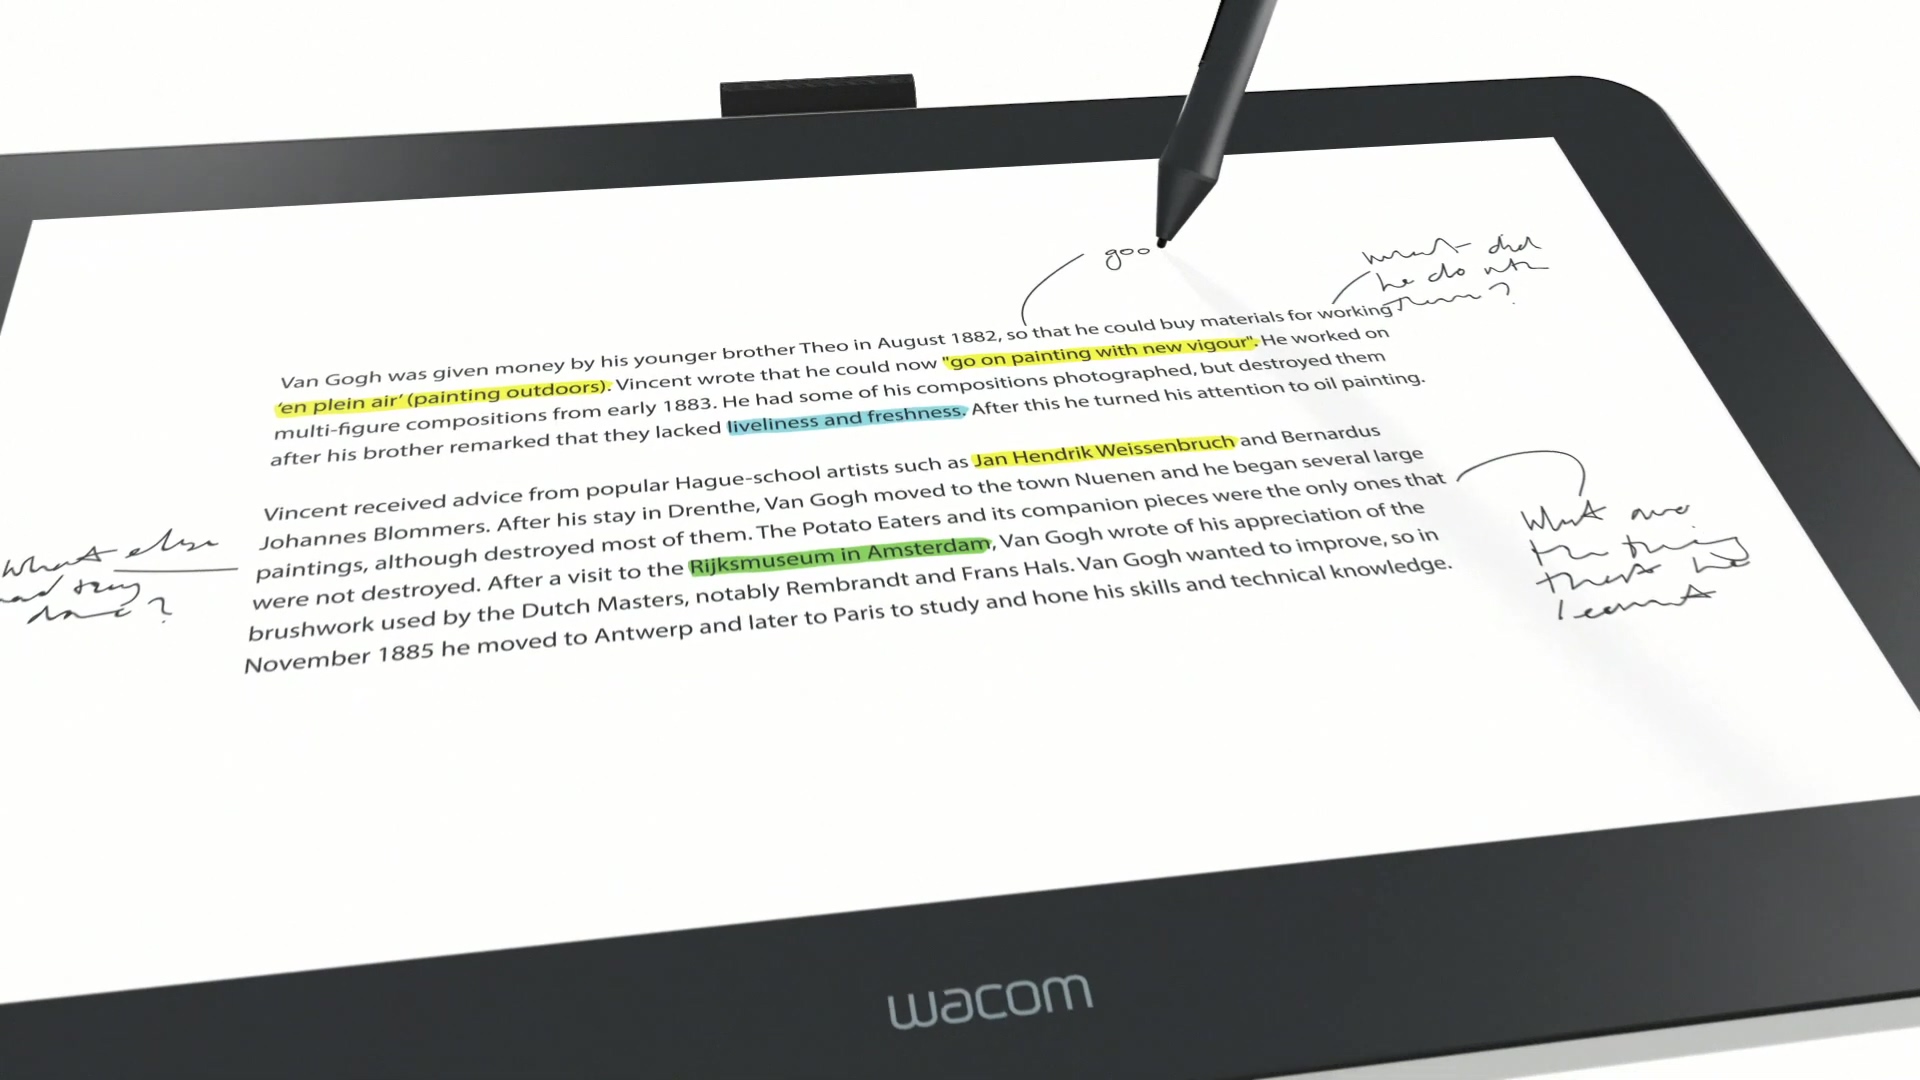 goo
what did
he do with
them?
Van Gogh was given money by his younger brother Theo in August 1882, so that he could buy materials for working
'en plein air' (painting outdoors). Vincent wrote that he could now "go on painting with new vigour". He worked on
multi-figure compositions from early 1883. He had some of his compositions photographed, but destroyed them
after his brother remarked that they lacked liveliness and freshness. After this he turned his attention to oil painting.
Vincent received advice from popular Hague-school artists such as Jan Hendrik Weissenbruch and Bernardus
Johannes Blommers. After his stay in Drenthe, Van Gogh moved to the town Nuenen and he began several large
paintings, although destroyed most of them. The Potato Eaters and its companion pieces were the only ones that
were not destroyed. After a visit to the Rijksmuseum in Amsterdam, Van Gogh wrote of his appreciation of the
brushwork used by the Dutch Masters, notably Rembrandt and Frans Hals. Van Gogh wanted to improve, so in
November 1885 he moved to Antwerp and later to Paris to study and hone his skills and technical knowledge.
what else
had they
done?
What are
the things
that he
learnt
wacom